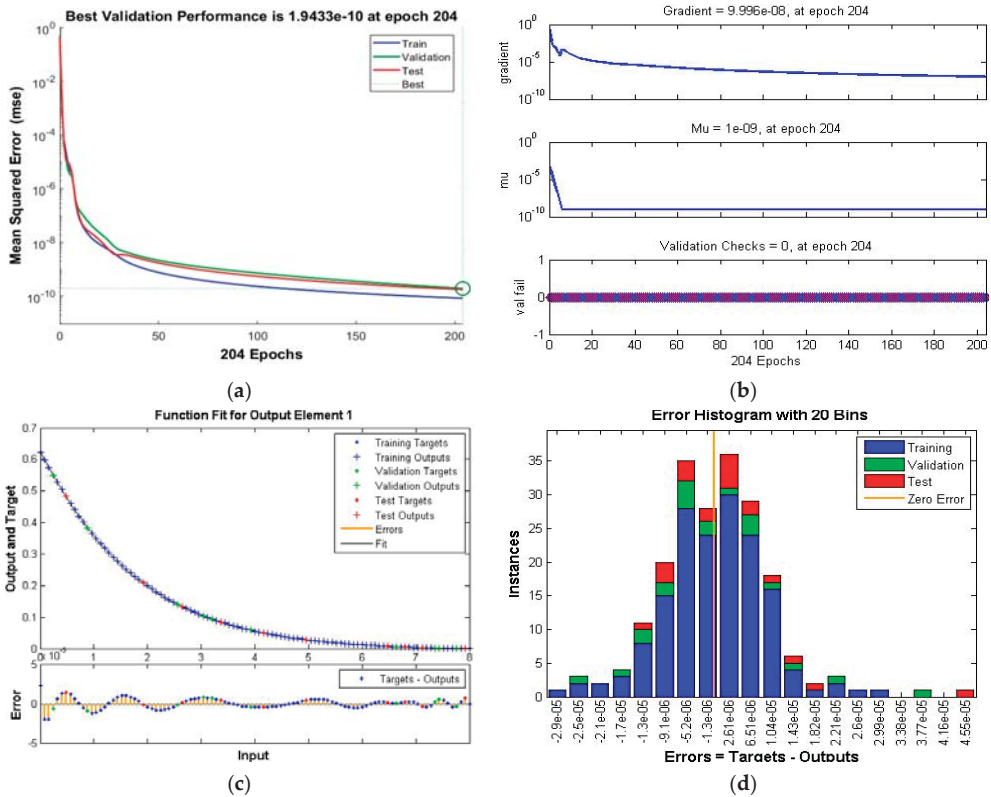 Best Validation Performance is 1.9433e-10 at epoch 204
Mean Squared Error (mse)
10^0
10^-2
10^-4
10^-6
10^-8
10^-10
Train
Validation
Test
Best
0
50
100
150
200
204 Epochs
(a)
Gradient = 9.996e-08, at epoch 204
gradient
10^0
10^-5
10^-10
Mu = 1e-09, at epoch 204
mu
10^0
10^-5
10^-10
Validation Checks = 0, at epoch 204
val fail
1
0
-1
0 20 40 60 80 100 120 140 160 180 200
204 Epochs
(b)
Function Fit for Output Element 1
Output and Target
0.7
0.6
0.5
0.4
0.3
0.2
0.1
0
Training Targets
Training Outputs
Validation Targets
Validation Outputs
Test Targets
Test Outputs
Errors
Fit
0 1 2 3 4 5 6 7 8
x 10^-5
Error
5
0
-5
Targets - Outputs
Input
(c)
Error Histogram with 20 Bins
Instances
35
30
25
20
15
10
5
0
Training
Validation
Test
Zero Error
-2.9e-05
-2.5e-05
-2.1e-05
-1.7e-05
-1.3e-05
-9.1e-06
-5.2e-06
-1.3e-06
2.61e-06
6.51e-06
1.04e-05
1.43e-05
1.82e-05
2.21e-05
2.6e-05
2.99e-05
3.38e-05
3.77e-05
4.16e-05
4.55e-05
Errors = Targets - Outputs
(d)